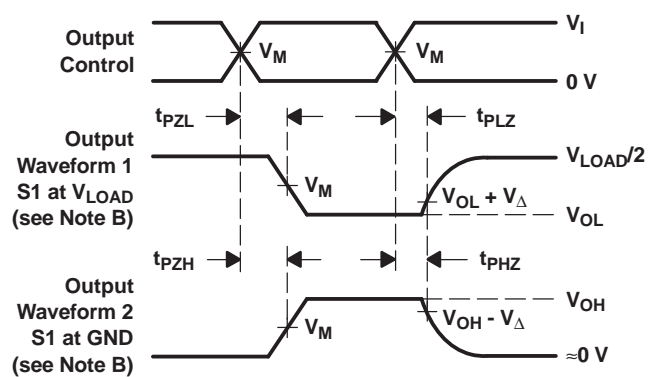 Output
Control
V_M
V_M
V_I
0 V
t_PZL
t_PLZ
Output
Waveform 1
S1 at V_LOAD
(see Note B)
V_M
V_OL + V_Δ
V_LOAD/2
V_OL
t_PZH
t_PHZ
Output
Waveform 2
S1 at GND
(see Note B)
V_M
V_OH - V_Δ
V_OH
≈0 V